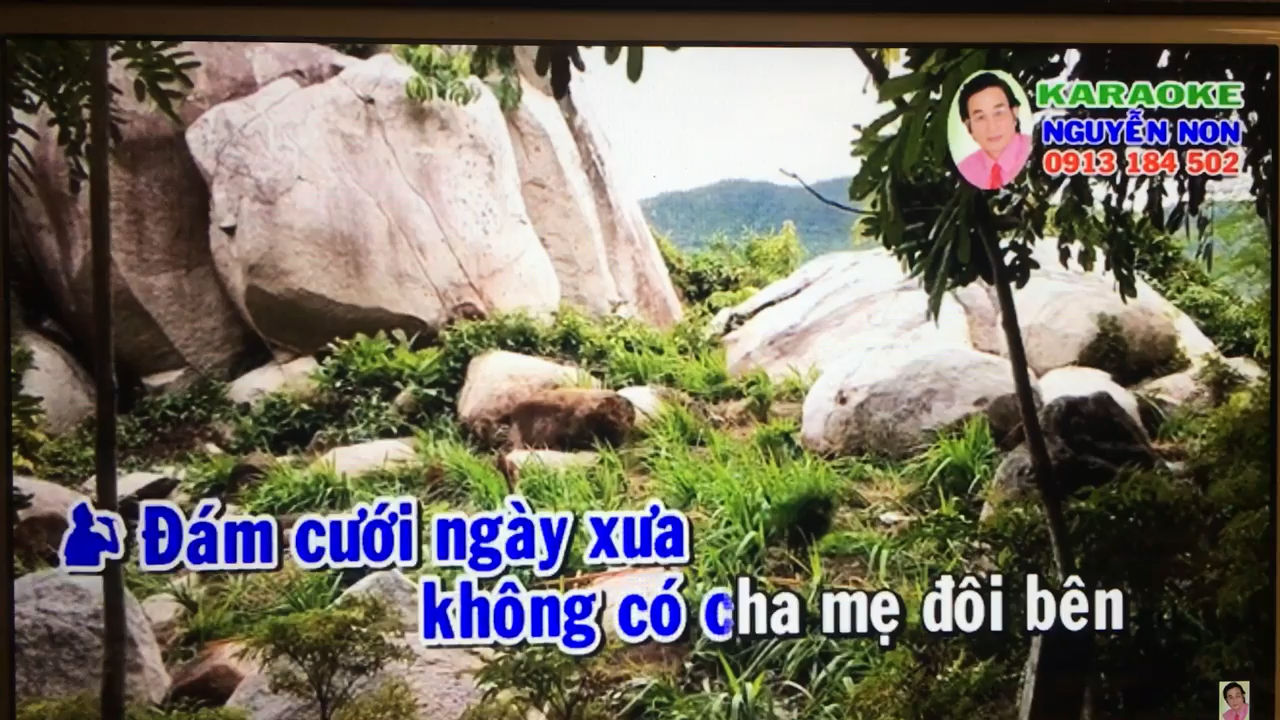 KARAOKE
NGUYỄN NON
0913 184 502
Đám cưới ngày xưa
không có cha mẹ đôi bên